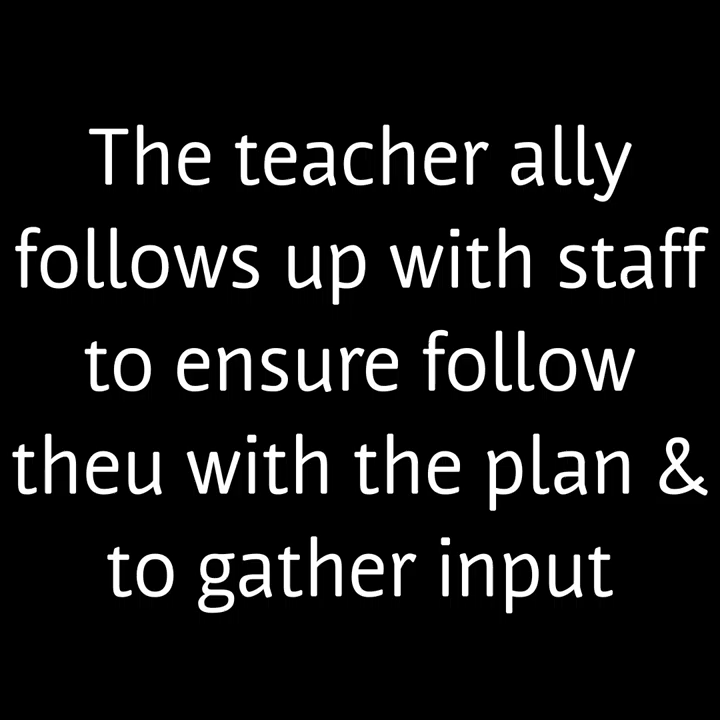 The teacher ally
follows up with staff
to ensure follow
theu with the plan &
to gather input